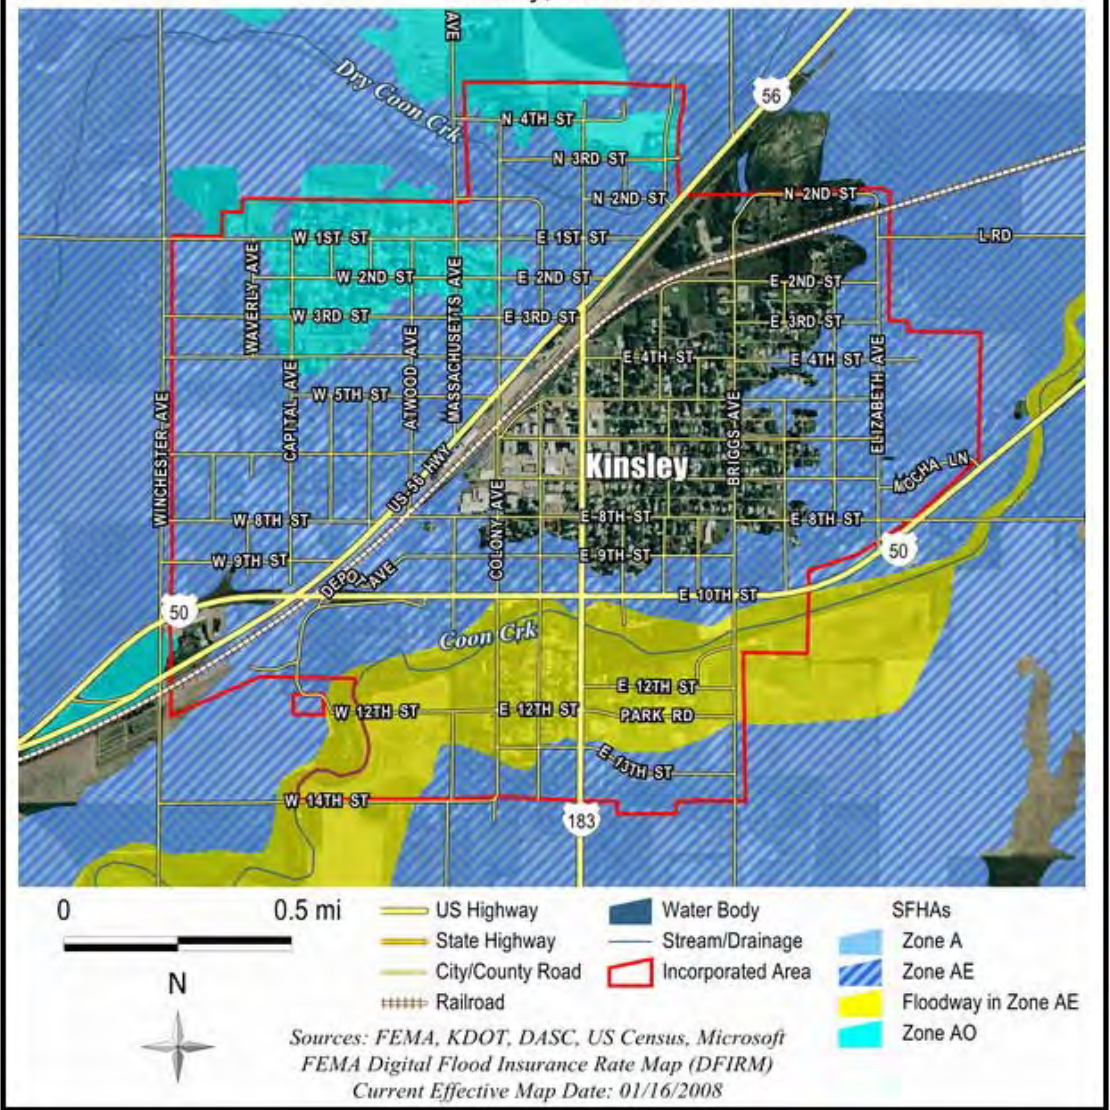 AVE
Dry Coon Crk
56
N 4TH ST
N 3RD ST
N 2ND ST
N 2ND ST
W 1ST ST
E 1ST ST
L RD
WAVERLY AVE
W 2ND ST
MASSACHUSETTS AVE
E 2ND ST
E 2ND ST
W 3RD ST
E 3RD ST
E 3RD ST
ATWOOD AVE
E 4TH ST
E 4TH ST
ELIZABETH AVE
CAPITAL AVE
W 5TH ST
WINCHESTER AVE
BRIGGS AVE
US-56 HWY
Kinsley
MOCHA LN
COLONY AVE
W 8TH ST
E 8TH ST
E 8TH ST
W 9TH ST
E 9TH ST
50
DEPOT AVE
50
E 10TH ST
Coon Crk
E 12TH ST
W 12TH ST
E 12TH ST
PARK RD
E 13TH ST
W 14TH ST
183
0 0.5 mi
N
US Highway
State Highway
City/County Road
Railroad
Water Body
Stream/Drainage
Incorporated Area
SFHAs
Zone A
Zone AE
Floodway in Zone AE
Zone AO
Sources: FEMA, KDOT, DASC, US Census, Microsoft
FEMA Digital Flood Insurance Rate Map (DFIRM)
Current Effective Map Date: 01/16/2008